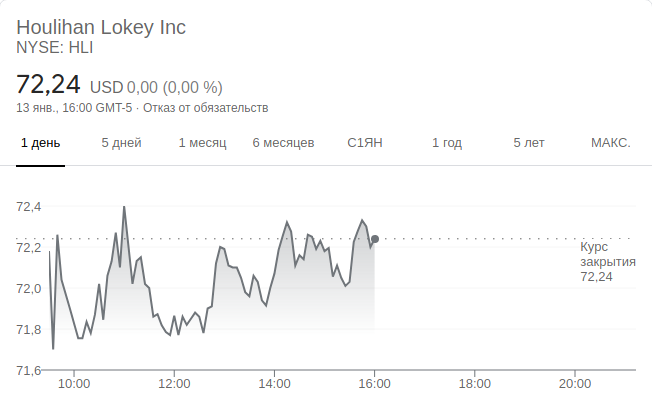 Houlihan Lokey Inc
NYSE: HLI
72,24 USD 0,00 (0,00 %)
13 янв., 16:00 GMT-5 · Отказ от обязательств
1 день 5 дней 1 месяц 6 месяцев С1ЯН 1 год 5 лет МАКС.
72,4
72,2
72,0
71,8
71,6
Курс
закрытия
72,24
10:00 12:00 14:00 16:00 18:00 20:00